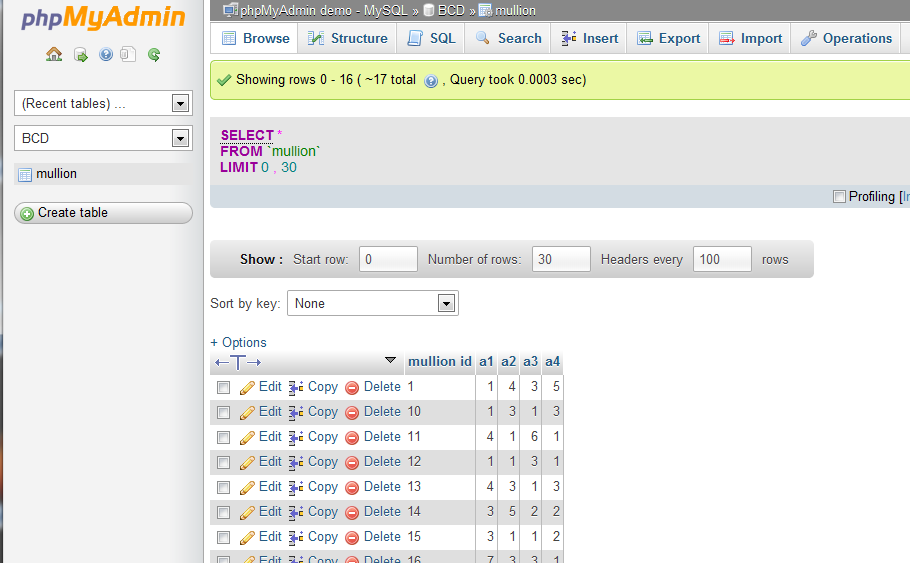 phpMyAdmin
phpMyAdmin demo - MySQL » BCD » mullion
Browse Structure SQL Search Insert Export Import Operations
(Recent tables) ...
BCD
mullion
Create table
Showing rows 0 - 16 ( ~17 total , Query took 0.0003 sec)
SELECT *
FROM `mullion`
LIMIT 0 , 30
Profiling [
Show : Start row: 0 Number of rows: 30 Headers every 100 rows
Sort by key: None
+ Options
←T→ mullion id a1 a2 a3 a4
Edit Copy Delete 1 1 4 3 5
Edit Copy Delete 10 1 3 1 3
Edit Copy Delete 11 4 1 6 1
Edit Copy Delete 12 1 1 3 1
Edit Copy Delete 13 4 3 1 3
Edit Copy Delete 14 3 5 2 2
Edit Copy Delete 15 3 1 1 2
Edit Copy Delete 16 7 3 3 1